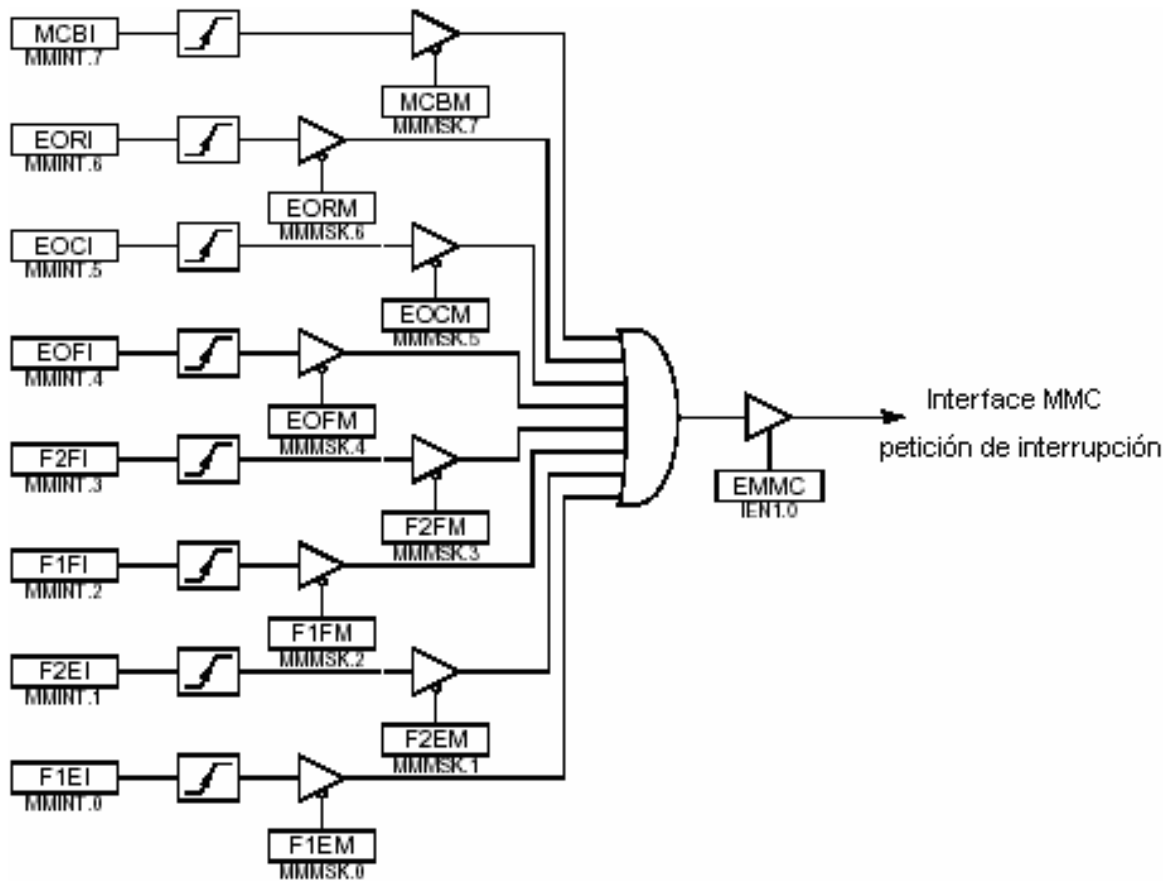 MCBI
MMINT.7
MCBM
MMMSK.7
EORI
MMINT.6
EORM
MMMSK.6
EOCI
MMINT.5
EOCM
MMMSK.5
EOFI
MMINT.4
EOFM
MMMSK.4
F2FI
MMINT.3
F2FM
MMMSK.3
F1FI
MMINT.2
F1FM
MMMSK.2
F2EI
MMINT.1
F2EM
MMMSK.1
F1EI
MMINT.0
F1EM
MMMSK.0
EMMC
IEN1.0
Interface MMC
petición de interrupción